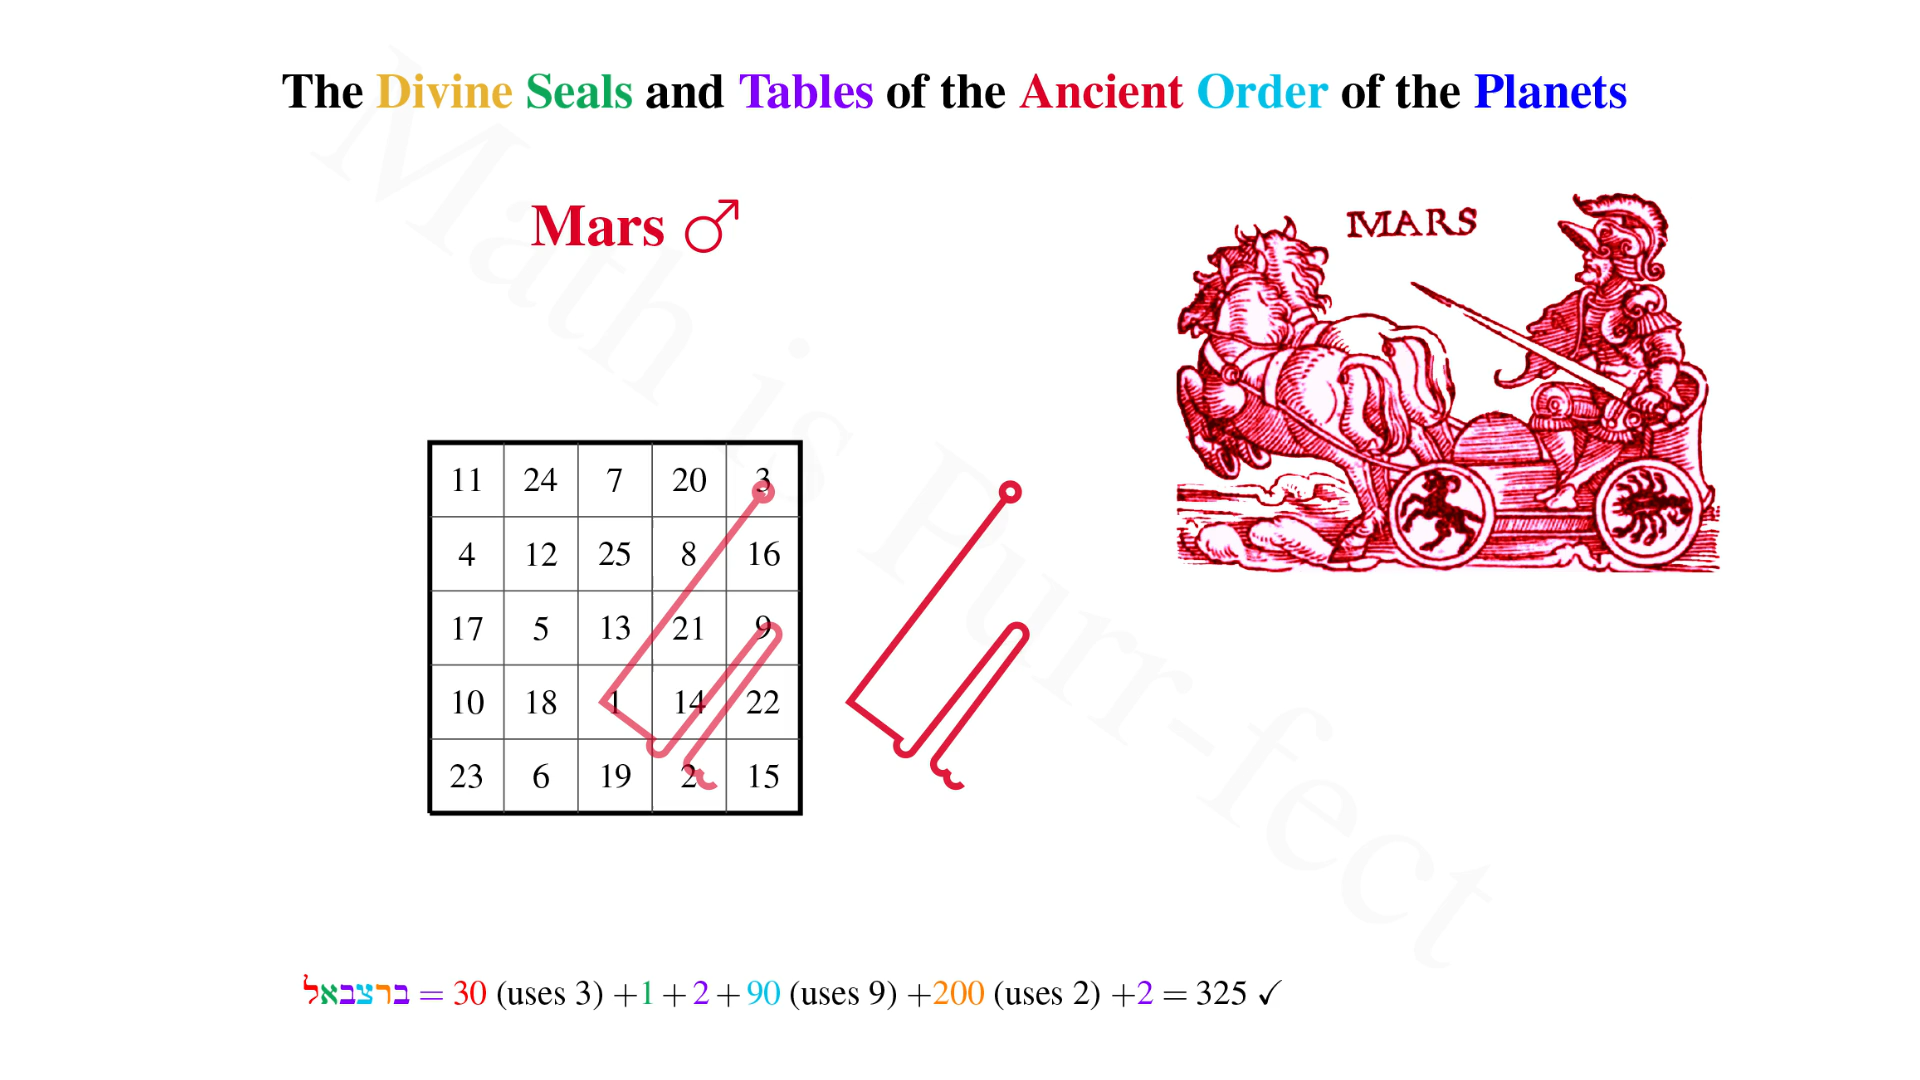 The Divine Seals and Tables of the Ancient Order of the Planets
Mars ♂
MARS
11 24 7 20 3
4 12 25 8 16
17 5 13 21 9
10 18 1 14 22
23 6 19 2 15
ברצבאל = 30 (uses 3) +1 + 2 + 90 (uses 9) +200 (uses 2) +2 = 325 ✓
Math is Purr-fect